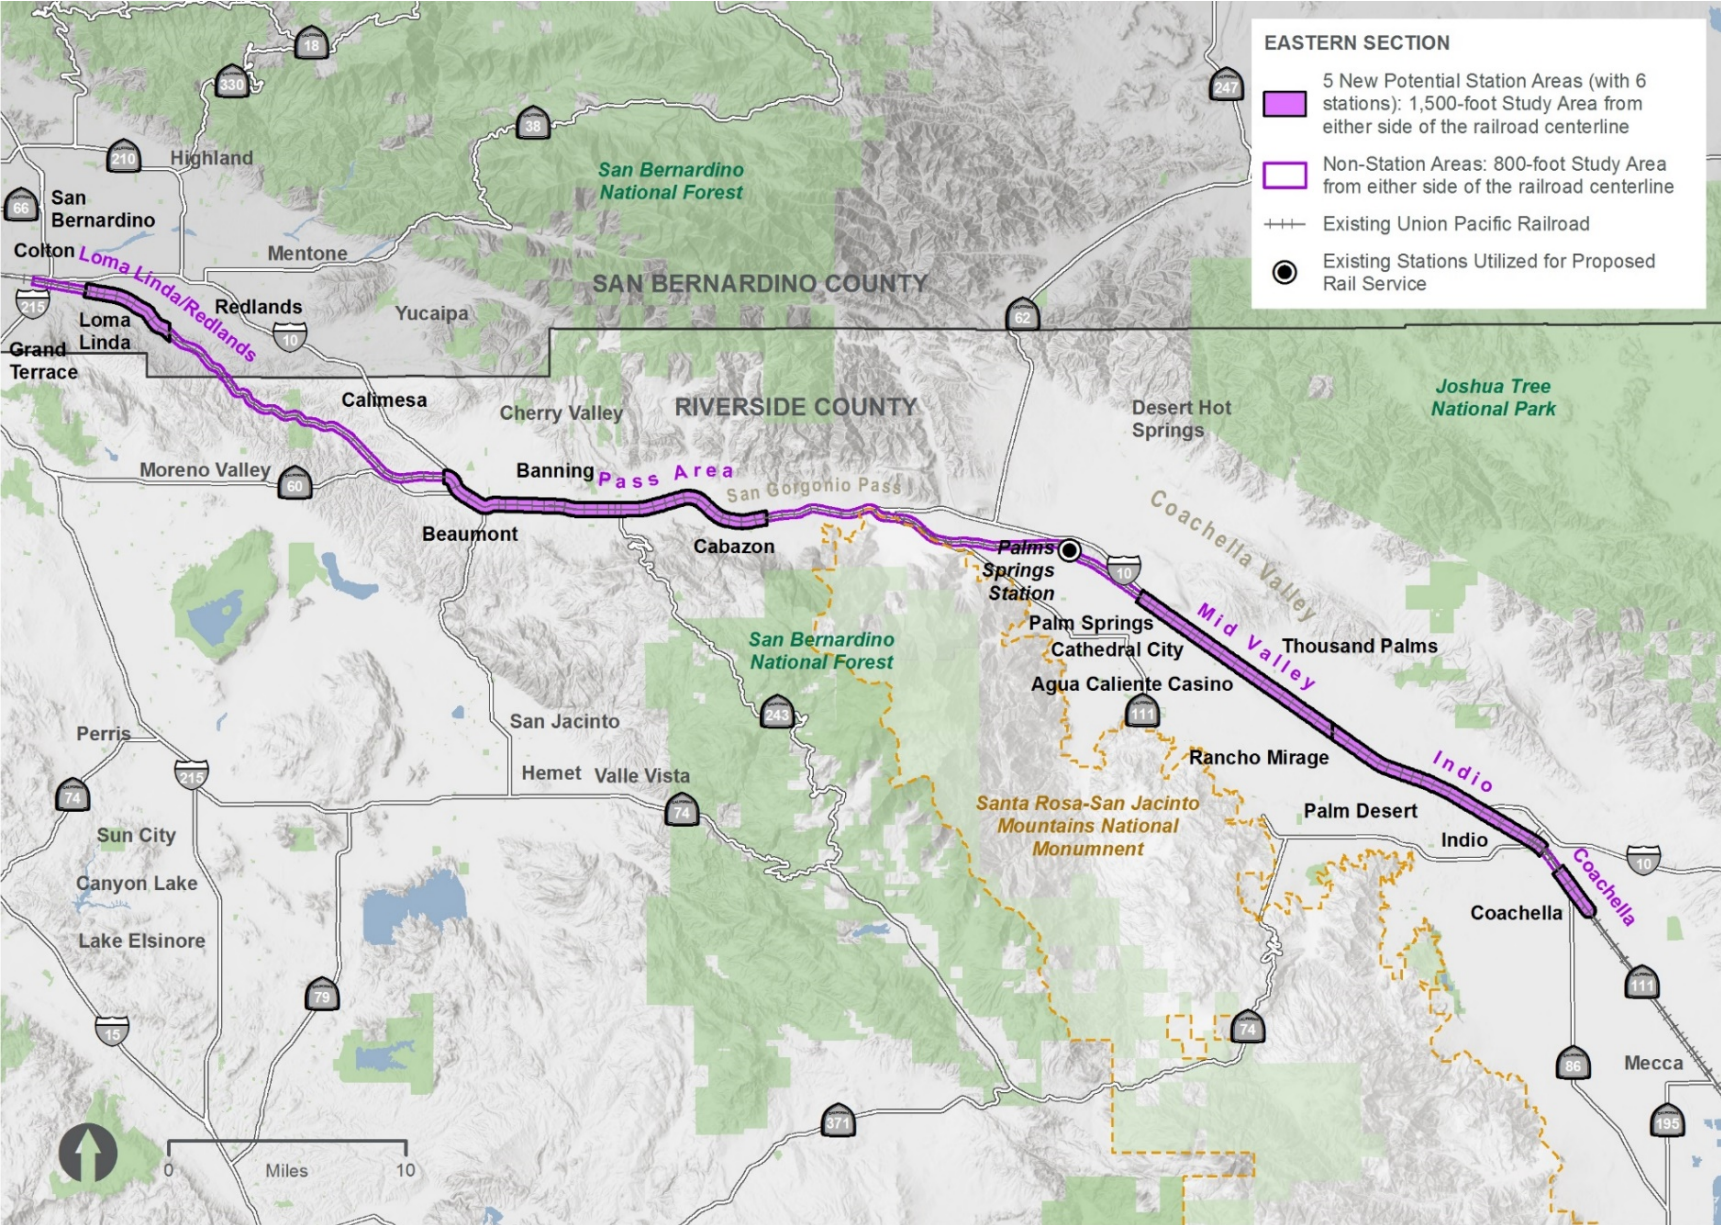 EASTERN SECTION
5 New Potential Station Areas (with 6
stations): 1,500-foot Study Area from
either side of the railroad centerline
Non-Station Areas: 800-foot Study Area
from either side of the railroad centerline
Existing Union Pacific Railroad
Existing Stations Utilized for Proposed
Rail Service
18
330
247
38
210
Highland
San Bernardino
National Forest
66
San
Bernardino
Colton
Loma Linda/Redlands
Mentone
SAN BERNARDINO COUNTY
215
Redlands
Loma
Linda
Yucaipa
62
10
Grand
Terrace
Calimesa
Cherry Valley
RIVERSIDE COUNTY
Desert Hot
Springs
Joshua Tree
National Park
Moreno Valley
60
Banning
Pass Area
San Gorgonio Pass
Coachella Valley
Beaumont
Cabazon
Palms
Springs
Station
10
Palm Springs
Mid Valley
Cathedral City
Thousand Palms
San Bernardino
National Forest
Agua Caliente Casino
243
111
San Jacinto
Perris
Rancho Mirage
Indio
215
Hemet
Valle Vista
74
74
Santa Rosa-San Jacinto
Mountains National
Monumnent
Palm Desert
Sun City
Indio
10
Canyon Lake
Coachella
Coachella
Lake Elsinore
79
111
15
74
86
Mecca
371
195
0
Miles
10